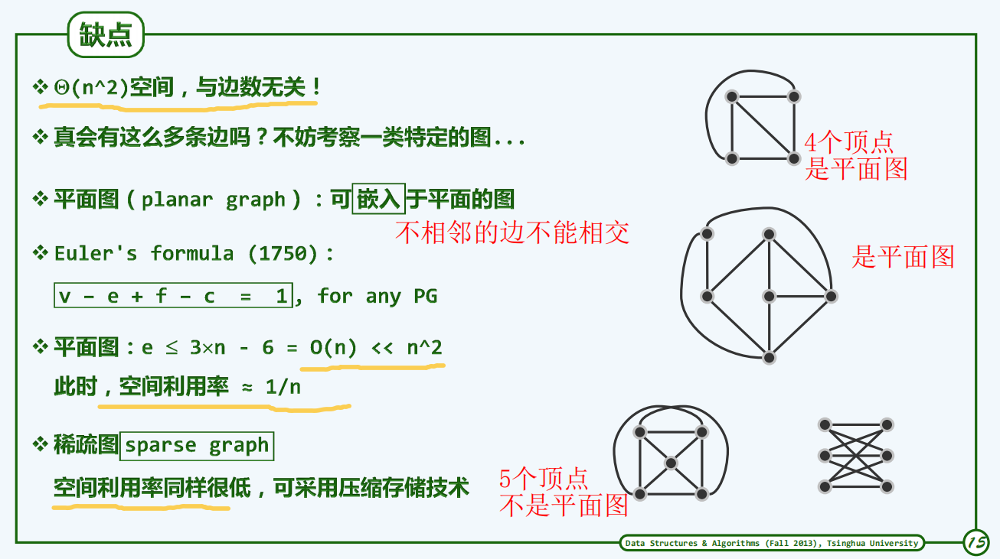 缺点
❖ Θ(n^2)空间，与边数无关！
❖ 真会有这么多条边吗？不妨考察一类特定的图...
4个顶点
是平面图
❖ 平面图（planar graph）：可嵌入于平面的图
不相邻的边不能相交
❖ Euler's formula (1750)：
是平面图
v – e + f – c = 1, for any PG
❖ 平面图：e ≤ 3×n - 6 = O(n) << n^2
此时，空间利用率 ≈ 1/n
❖ 稀疏图sparse graph
空间利用率同样很低，可采用压缩存储技术
5个顶点
不是平面图
Data Structures & Algorithms (Fall 2013), Tsinghua University
15